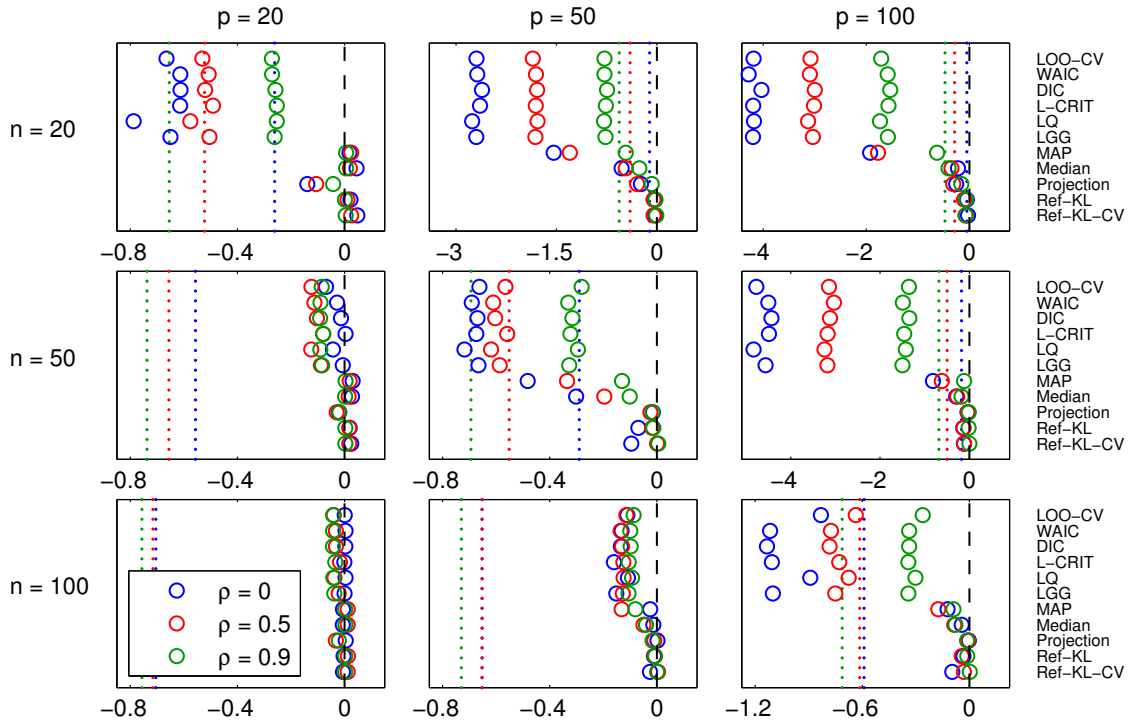 p = 20
p = 50
p = 100
n = 20
LOO−CV
WAIC
DIC
L−CRIT
LQ
LGG
MAP
Median
Projection
Ref−KL
Ref−KL−CV
−0.8
−0.4
0
−3
−1.5
0
−4
−2
0
n = 50
LOO−CV
WAIC
DIC
L−CRIT
LQ
LGG
MAP
Median
Projection
Ref−KL
Ref−KL−CV
−0.8
−0.4
0
−0.8
−0.4
0
−4
−2
0
n = 100
ρ = 0
ρ = 0.5
ρ = 0.9
LOO−CV
WAIC
DIC
L−CRIT
LQ
LGG
MAP
Median
Projection
Ref−KL
Ref−KL−CV
−0.8
−0.4
0
−0.8
−0.4
0
−1.2
−0.6
0